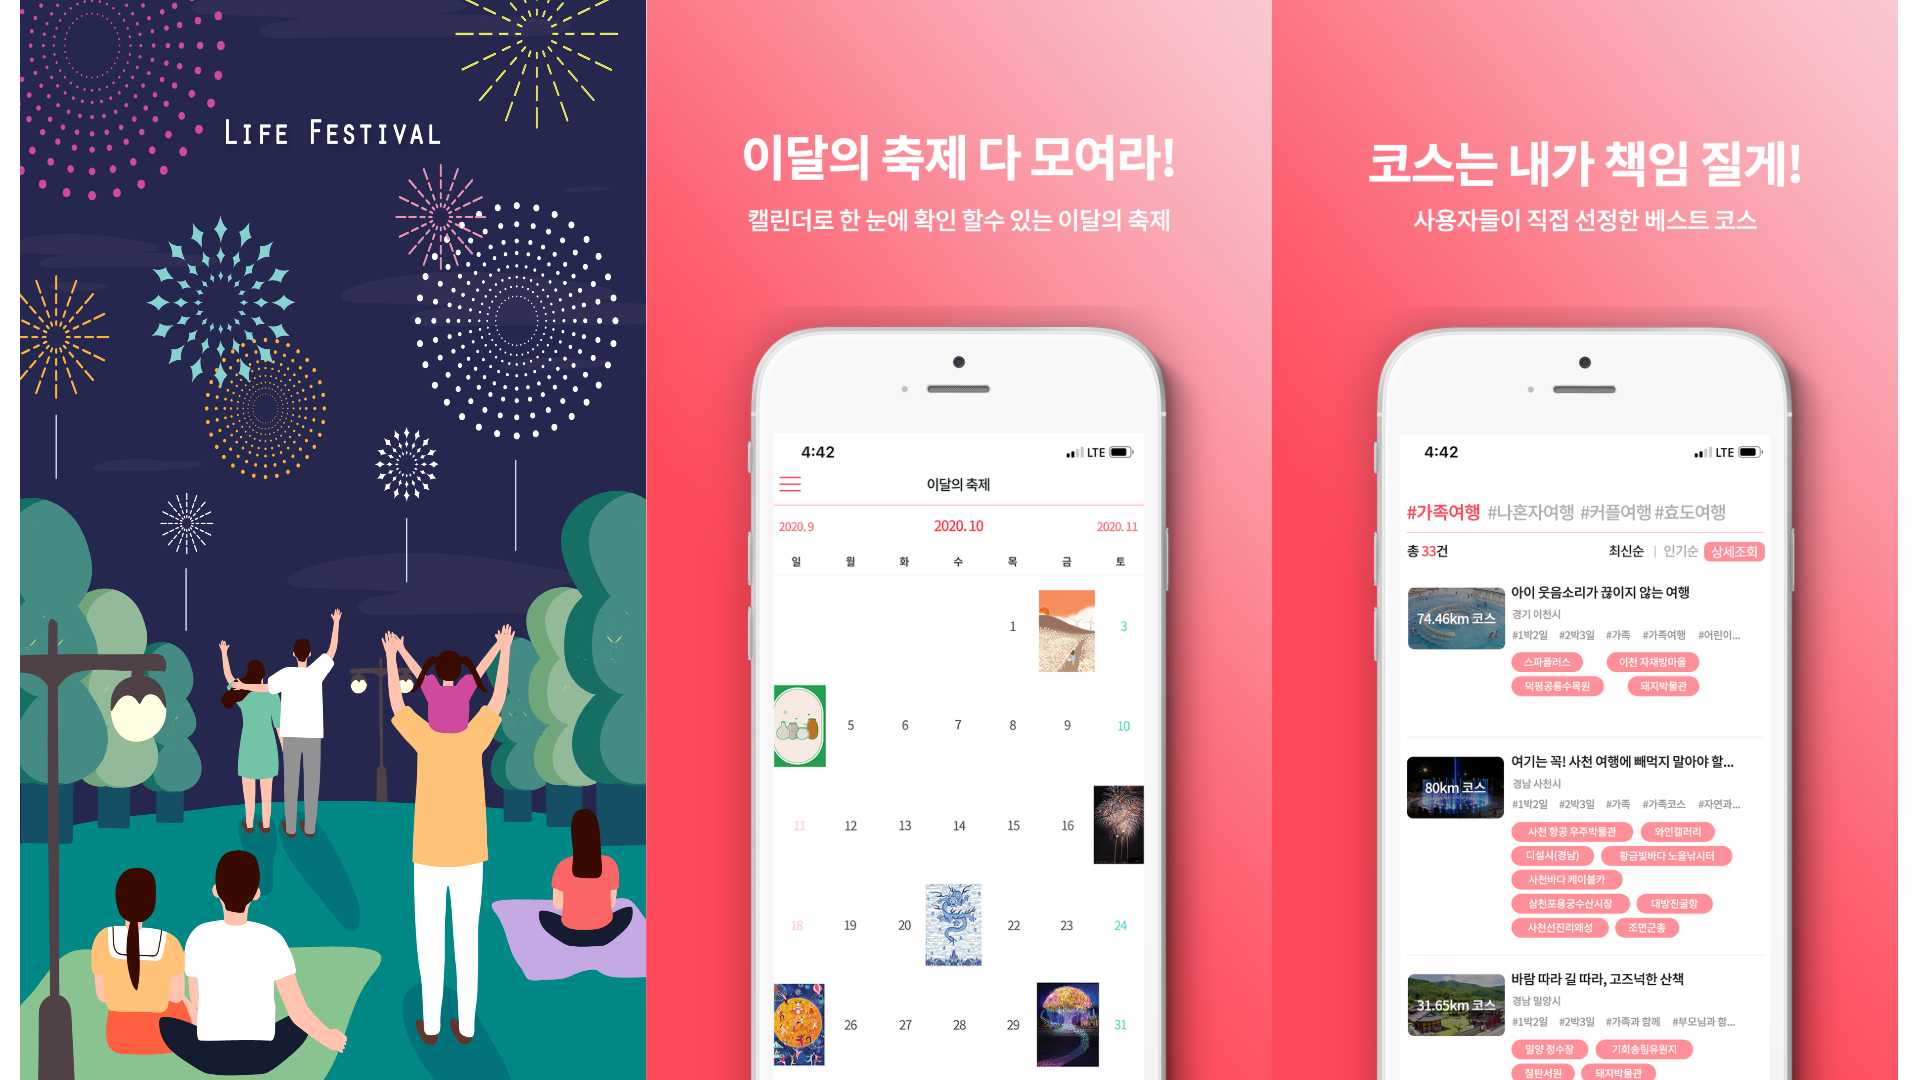 LIFE FESTIVAL
이달의 축제 다 모여라!
캘린더로 한 눈에 확인 할수 있는 이달의 축제
4:42 LTE
이달의 축제
2020. 9 2020. 10 2020. 11
일 월 화 수 목 금 토
1 3
5 6 7 8 9 10
11 12 13 14 15 16
18 19 20 22 23 24
26 27 28 29 31
코스는 내가 책임 질게!
사용자들이 직접 선정한 베스트 코스
4:42 LTE
#가족여행 #나혼자여행 #커플여행 #효도여행
총 33건 최신순 | 인기순 상세조회
74.46km 코스
아이 웃음소리가 끊이지 않는 여행
경기 이천시
#1박2일 #2박3일 #가족 #가족여행 #어린이...
스파플러스 이천 자채방마을
덕평공룡수목원 돼지박물관
80km 코스
여기는 꼭! 사천 여행에 빼먹지 말아야 할...
경남 사천시
#1박2일 #2박3일 #가족 #가족코스 #자연과...
사천 항공 우주박물관 와인갤러리
디설시(경남) 황금빛바다 노을낚시터
사천바다 케이블카
삼천포용궁수산시장 대방진굴항
사천선진리왜성 조명군총
31.65km 코스
바람 따라 길 따라, 고즈넉한 산책
경남 밀양시
#1박2일 #2박3일 #가족과 함께 #부모님과 함...
밀양 정수장 기회송림유원지
칠탄서원 돼지박물관